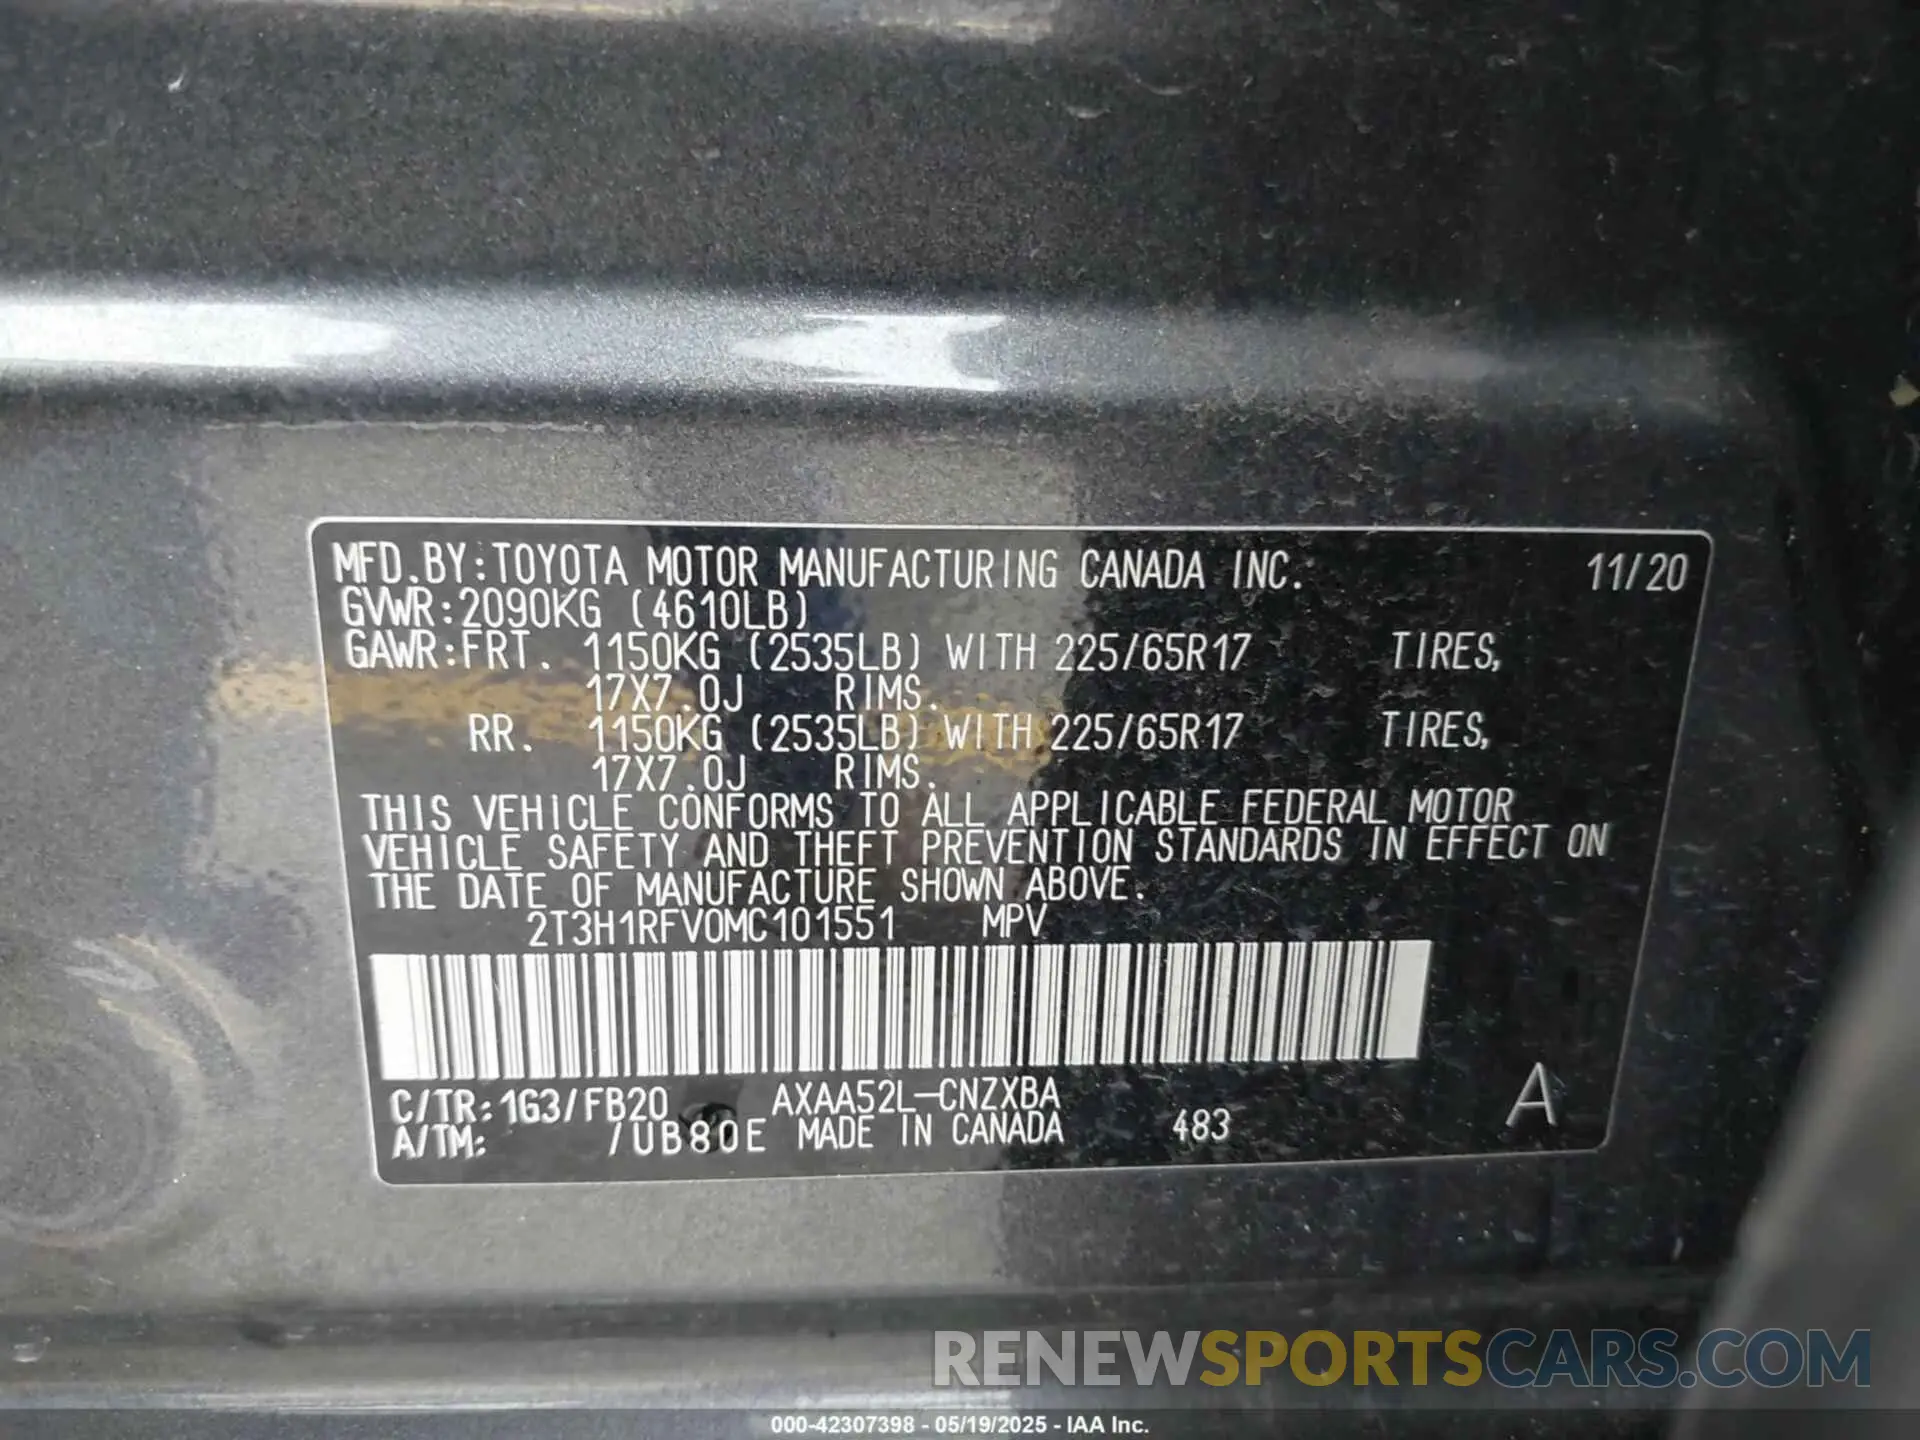 MFD.BY:TOYOTA MOTOR MANUFACTURING CANADA INC. 11/20
GVWR:2090KG (4610LB)
GAWR:FRT. 1150KG (2535LB) WITH 225/65R17 TIRES,
17X7.0J RIMS.
RR. 1150KG (2535LB) WITH 225/65R17 TIRES,
17X7.0J RIMS.
THIS VEHICLE CONFORMS TO ALL APPLICABLE FEDERAL MOTOR
VEHICLE SAFETY AND THEFT PREVENTION STANDARDS IN EFFECT ON
THE DATE OF MANUFACTURE SHOWN ABOVE.
2T3H1RFV0MC101551 MPV
C/TR:1G3/FB20 AXAA52L-CNZXBA
A/TM: /UB80E MADE IN CANADA 483 A
RENEWSPORTSCARS.COM
000-42307398 - 05/19/2025 - IAA Inc.